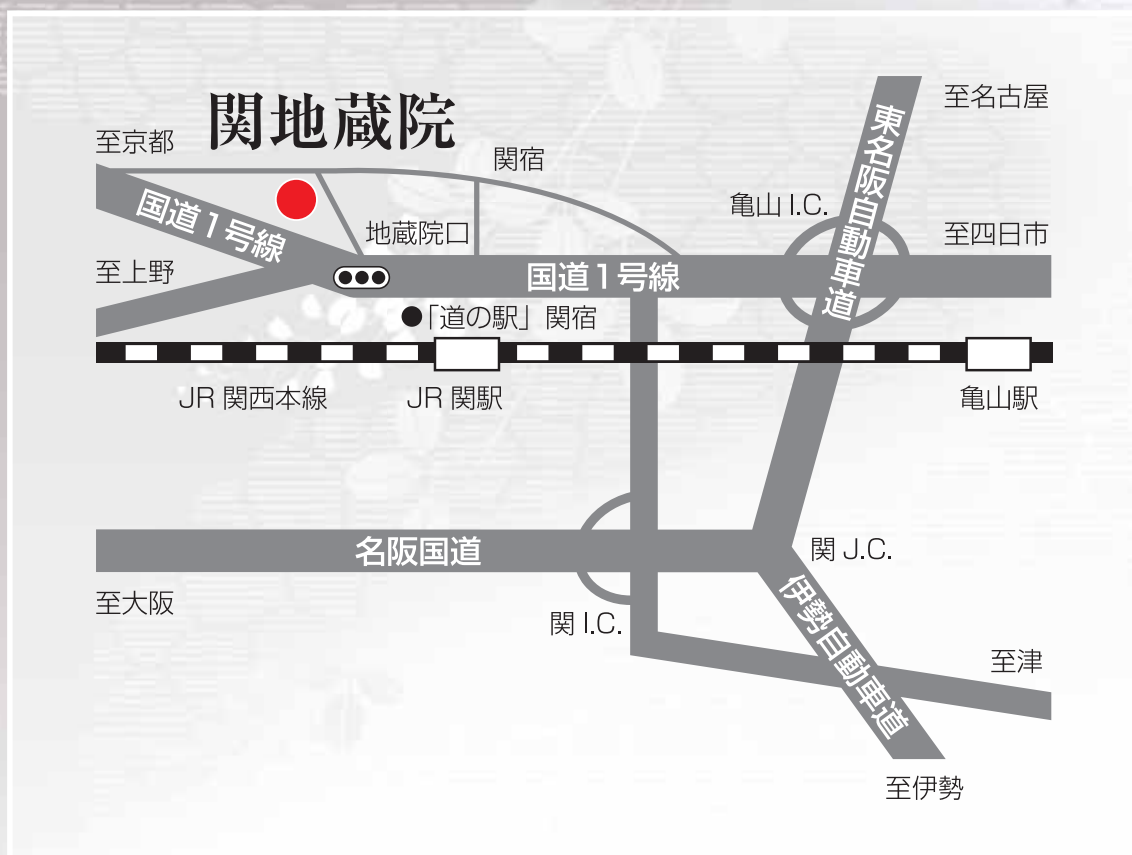 関地蔵院
至京都
国道1号線
関宿
至名古屋
東名阪自動車道
亀山 I.C.
地蔵院口
至四日市
至上野
国道1号線
●「道の駅」関宿
JR 関西本線
JR 関駅
亀山駅
名阪国道
関 J.C.
至大阪
関 I.C.
伊勢自動車道
至津
至伊勢